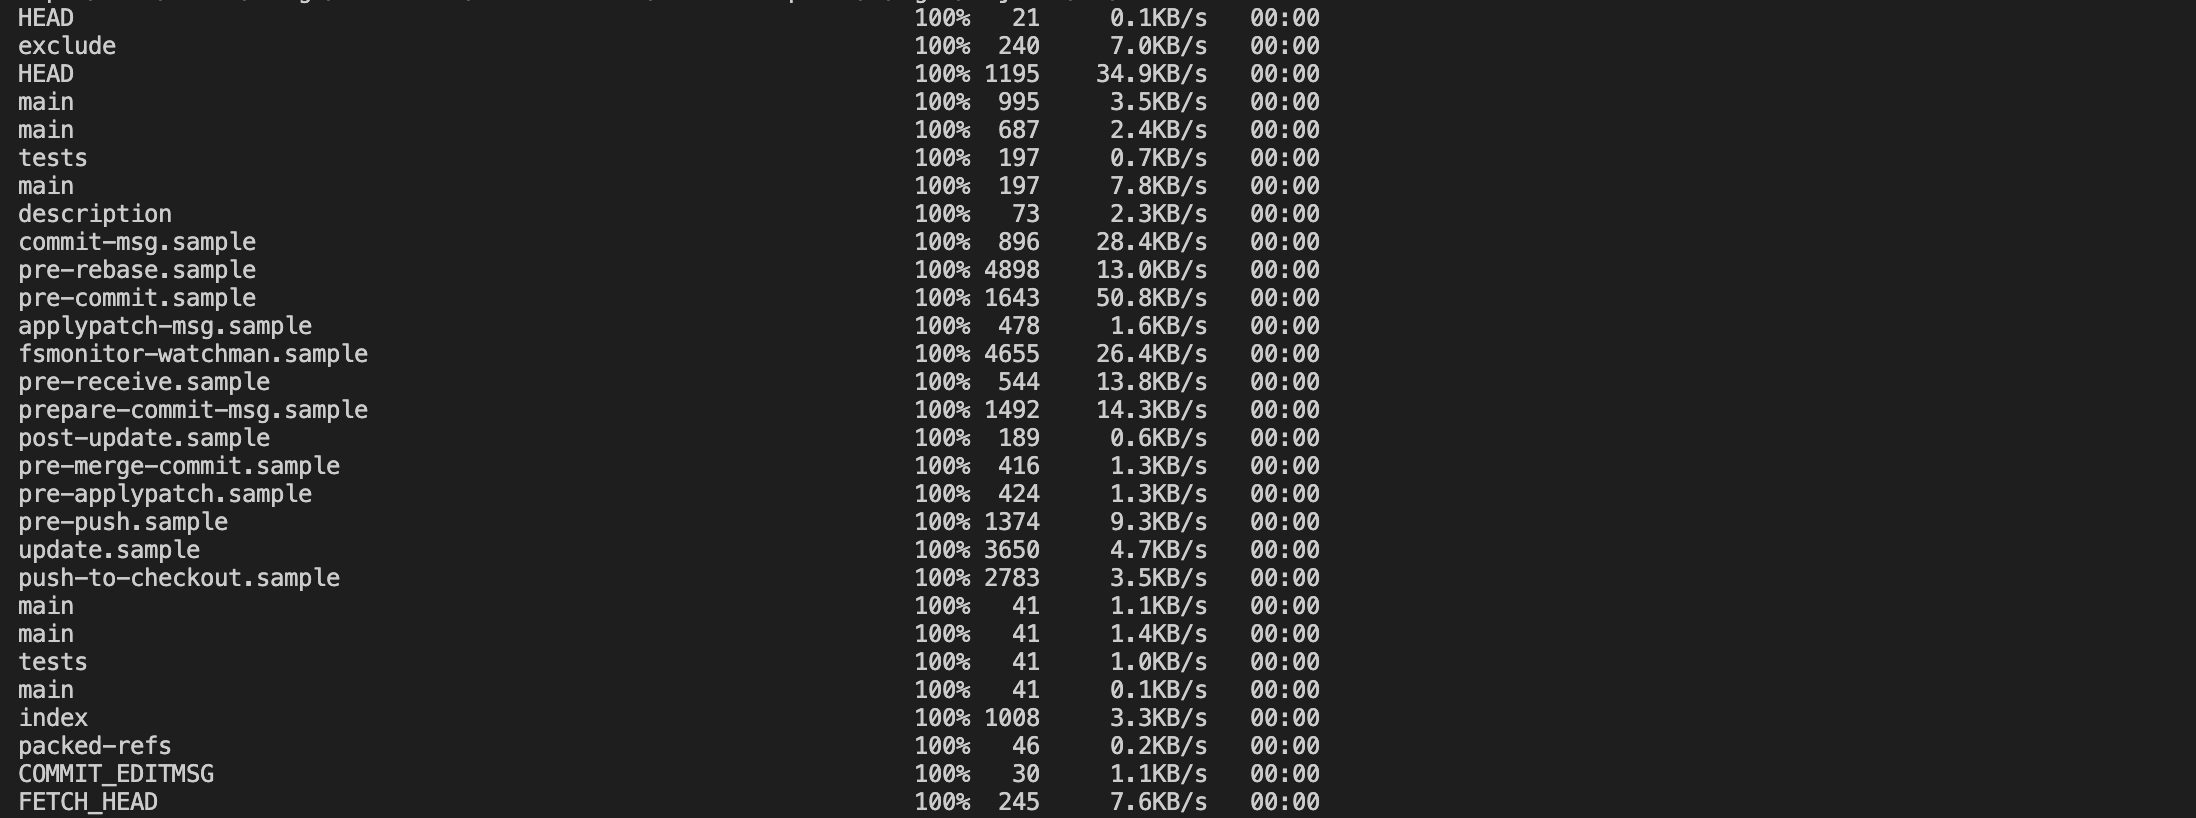 HEAD 100% 21 0.1KB/s 00:00
exclude 100% 240 7.0KB/s 00:00
HEAD 100% 1195 34.9KB/s 00:00
main 100% 995 3.5KB/s 00:00
main 100% 687 2.4KB/s 00:00
tests 100% 197 0.7KB/s 00:00
main 100% 197 7.8KB/s 00:00
description 100% 73 2.3KB/s 00:00
commit-msg.sample 100% 896 28.4KB/s 00:00
pre-rebase.sample 100% 4898 13.0KB/s 00:00
pre-commit.sample 100% 1643 50.8KB/s 00:00
applypatch-msg.sample 100% 478 1.6KB/s 00:00
fsmonitor-watchman.sample 100% 4655 26.4KB/s 00:00
pre-receive.sample 100% 544 13.8KB/s 00:00
prepare-commit-msg.sample 100% 1492 14.3KB/s 00:00
post-update.sample 100% 189 0.6KB/s 00:00
pre-merge-commit.sample 100% 416 1.3KB/s 00:00
pre-applypatch.sample 100% 424 1.3KB/s 00:00
pre-push.sample 100% 1374 9.3KB/s 00:00
update.sample 100% 3650 4.7KB/s 00:00
push-to-checkout.sample 100% 2783 3.5KB/s 00:00
main 100% 41 1.1KB/s 00:00
main 100% 41 1.4KB/s 00:00
tests 100% 41 1.0KB/s 00:00
main 100% 41 0.1KB/s 00:00
index 100% 1008 3.3KB/s 00:00
packed-refs 100% 46 0.2KB/s 00:00
COMMIT_EDITMSG 100% 30 1.1KB/s 00:00
FETCH_HEAD 100% 245 7.6KB/s 00:00